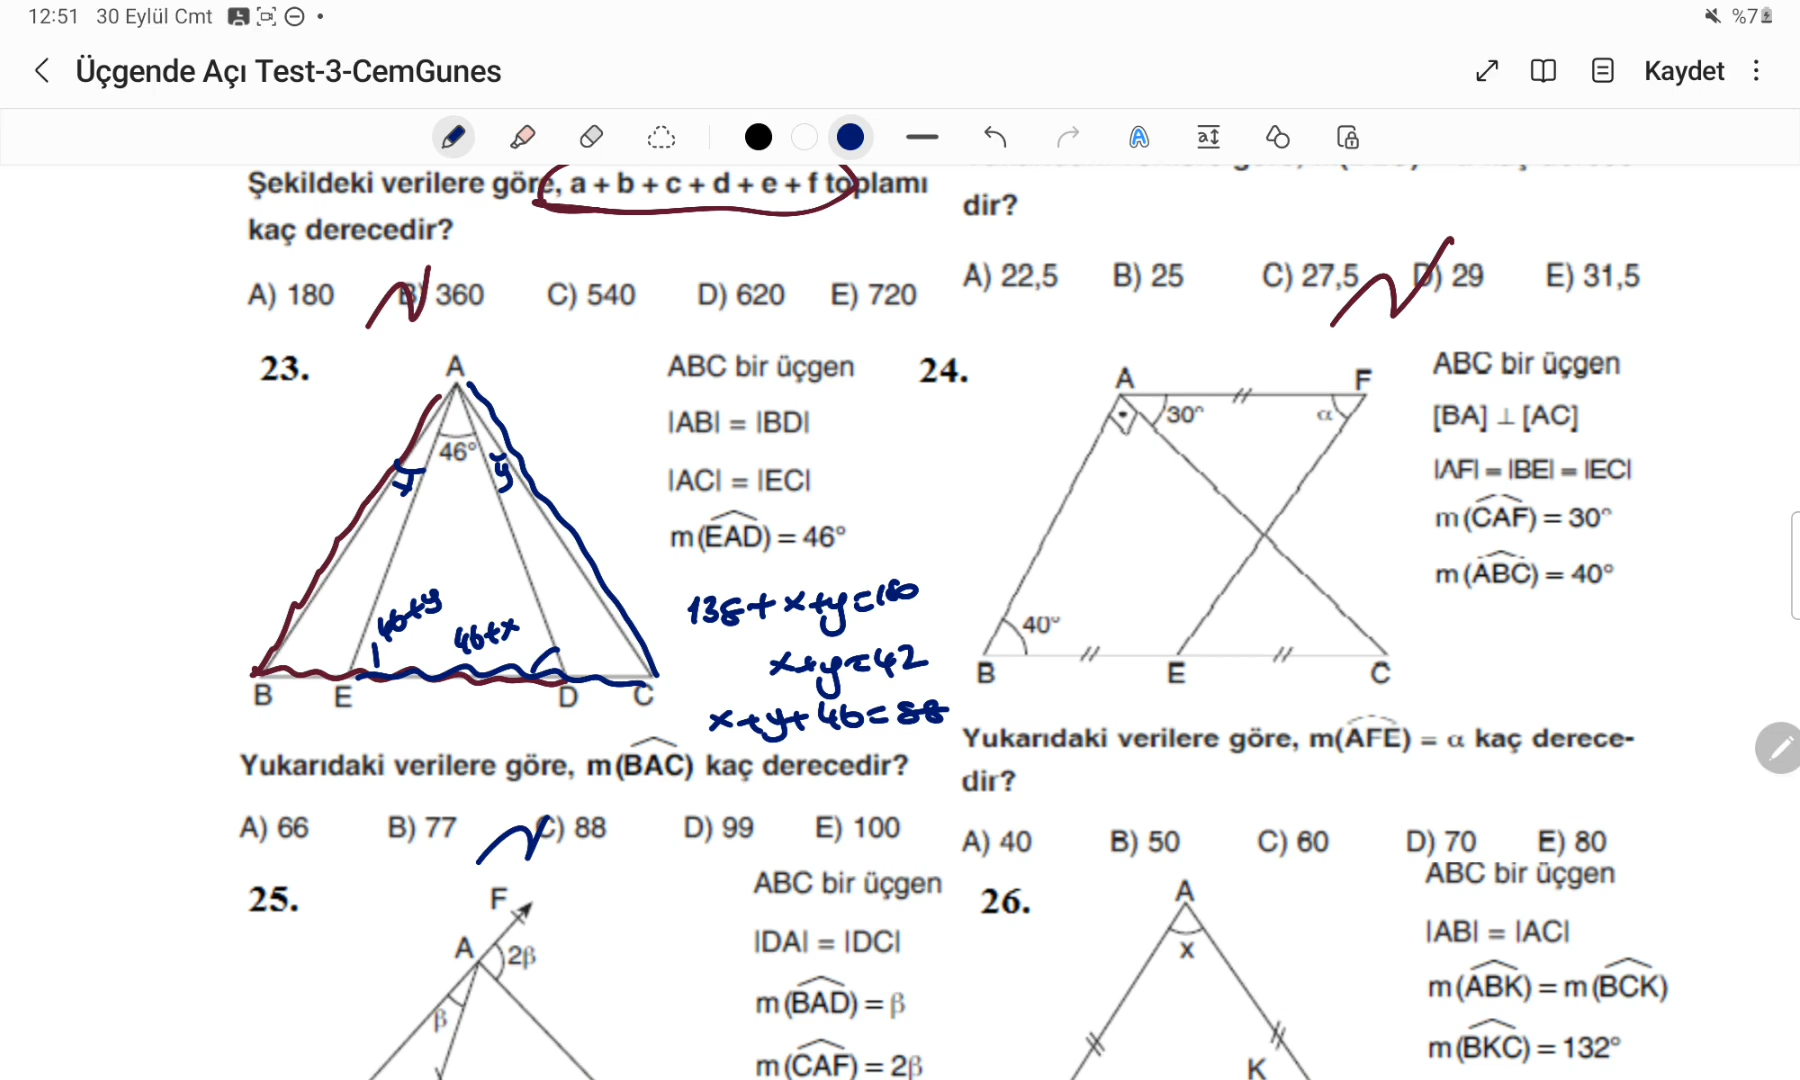 12:51 30 Eylül Cmt
%7
Üçgende Açı Test-3-CemGunes
Kaydet
Şekildeki verilere göre, a + b + c + d + e + f toplamı
kaç derecedir?
A) 180 B) 360 C) 540 D) 620 E) 720
dir?
A) 22,5 B) 25 C) 27,5 D) 29 E) 31,5
23.
A
46°
x
y
46+y
46+x
B E D C
ABC bir üçgen
|AB| = |BD|
|AC| = |EC|
m(EAD) = 46°
138+x+y=180
x+y=42
x+y+46=88
Yukarıdaki verilere göre, m(BAC) kaç derecedir?
A) 66 B) 77 C) 88 D) 99 E) 100
24.
A F
30°
α
40°
B E C
ABC bir üçgen
[BA] ⊥ [AC]
|AF| = |BE| = |EC|
m(CAF) = 30°
m(ABC) = 40°
Yukarıdaki verilere göre, m(AFE) = α kaç derece-
dir?
A) 40 B) 50 C) 60 D) 70 E) 80
25.
F
A
2β
β
ABC bir üçgen
|DA| = |DC|
m(BAD) = β
m(CAF) = 2β
26.
A
x
K
ABC bir üçgen
|AB| = |AC|
m(ABK) = m(BCK)
m(BKC) = 132°